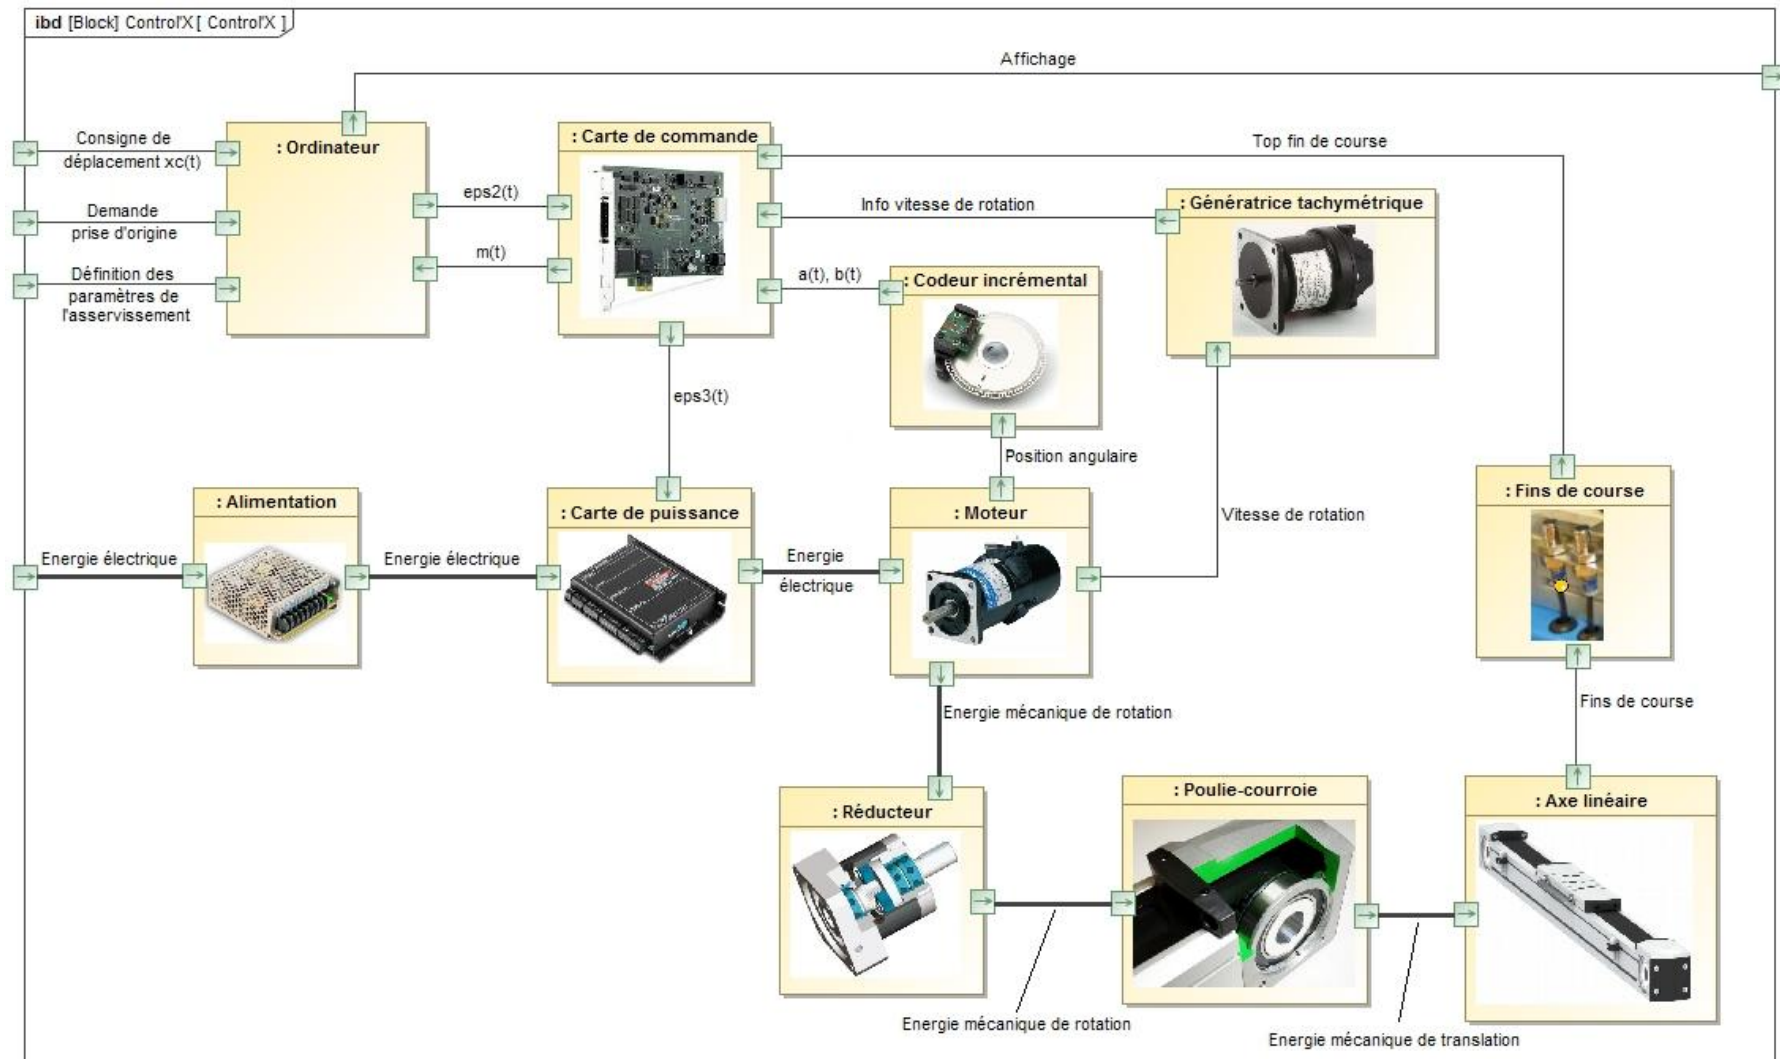 ibd [Block] Control'X [ Control'X ]
Affichage
Consigne de
déplacement xc(t)
: Ordinateur
: Carte de commande
Top fin de course
eps2(t)
Demande
prise d'origine
Info vitesse de rotation
: Génératrice tachymétrique
m(t)
Définition des
paramètres de
l'asservissement
a(t), b(t)
: Codeur incrémental
eps3(t)
Position angulaire
: Alimentation
: Carte de puissance
: Moteur
Vitesse de rotation
: Fins de course
Energie électrique
Energie électrique
Energie
électrique
Energie mécanique de rotation
Fins de course
: Réducteur
: Poulie-courroie
: Axe linéaire
Energie mécanique de rotation
Energie mécanique de translation